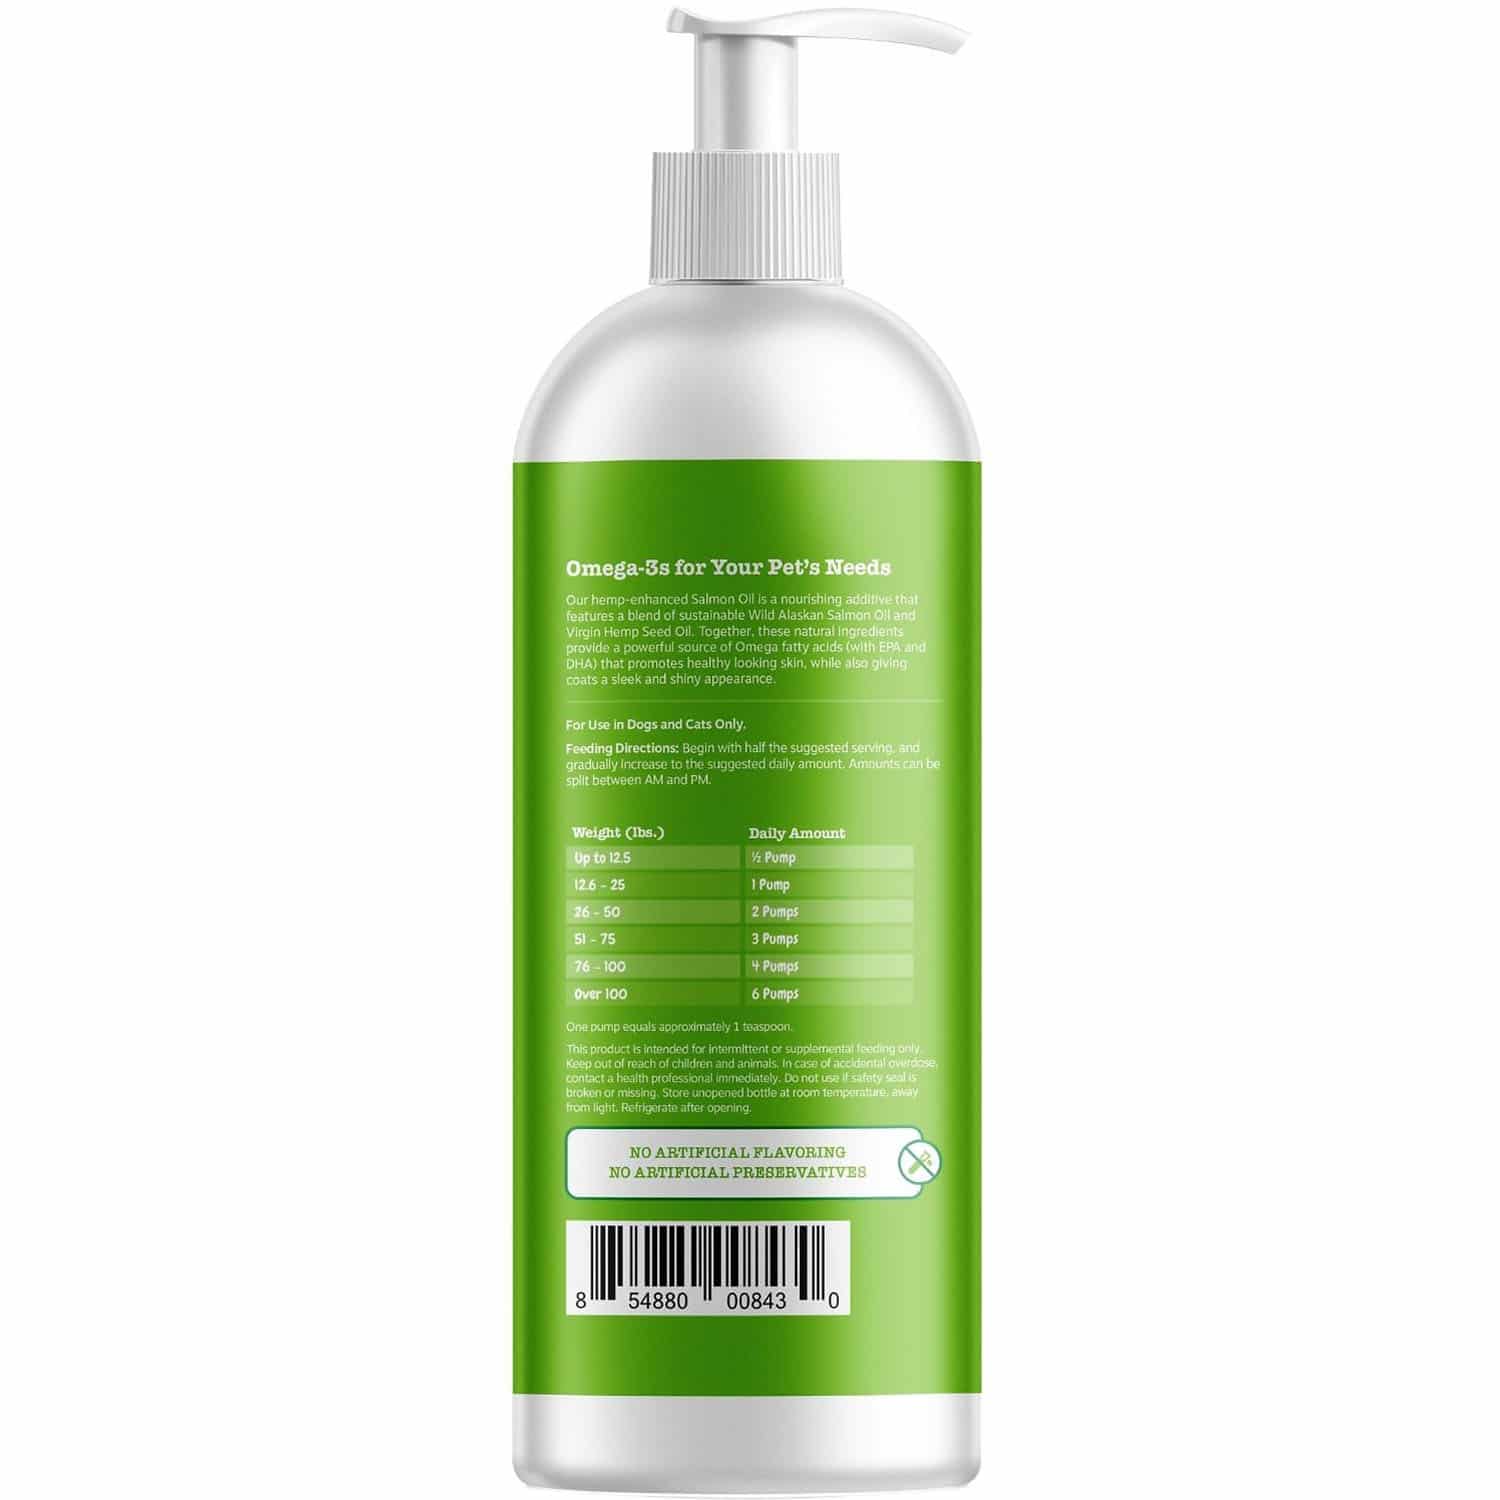 Omega-3s for Your Pet's Needs
Our hemp-enhanced Salmon Oil is a nourishing additive that
features a blend of sustainable Wild Alaskan Salmon Oil and
Virgin Hemp Seed Oil. Together, these natural ingredients
provide a powerful source of Omega fatty acids (with EPA and
DHA) that promotes healthy looking skin, while also giving
coats a sleek and shiny appearance.
For Use in Dogs and Cats Only.
Feeding Directions: Begin with half the suggested serving, and
gradually increase to the suggested daily amount. Amounts can be
split between AM and PM.
Weight (lbs.) Daily Amount
Up to 12.5 ½ Pump
12.6 - 25 1 Pump
26 - 50 2 Pumps
51 - 75 3 Pumps
76 - 100 4 Pumps
Over 100 6 Pumps
One pump equals approximately 1 teaspoon.
This product is intended for intermittent or supplemental feeding only.
Keep out of reach of children and animals. In case of accidental overdose,
contact a health professional immediately. Do not use if safety seal is
broken or missing. Store unopened bottle at room temperature, away
from light. Refrigerate after opening.
NO ARTIFICIAL FLAVORING
NO ARTIFICIAL PRESERVATIVES
8 54880 00843 0